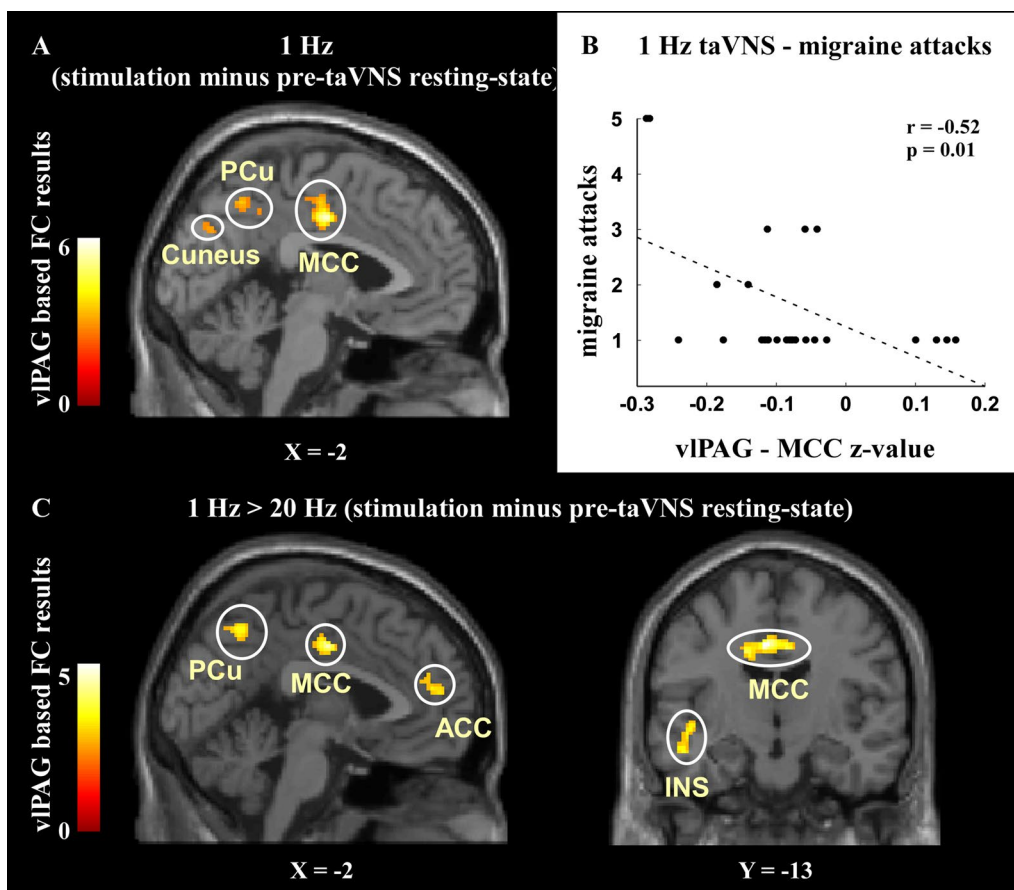 A
1 Hz
(stimulation minus pre-taVNS resting-state)
vlPAG based FC results
6
0
PCu
Cuneus
MCC
X = -2
B
1 Hz taVNS - migraine attacks
r = -0.52
p = 0.01
migraine attacks
5
4
3
2
1
-0.3 -0.2 -0.1 0 0.1 0.2
vlPAG - MCC z-value
C
1 Hz > 20 Hz (stimulation minus pre-taVNS resting-state)
vlPAG based FC results
5
0
PCu
MCC
ACC
X = -2
MCC
INS
Y = -13